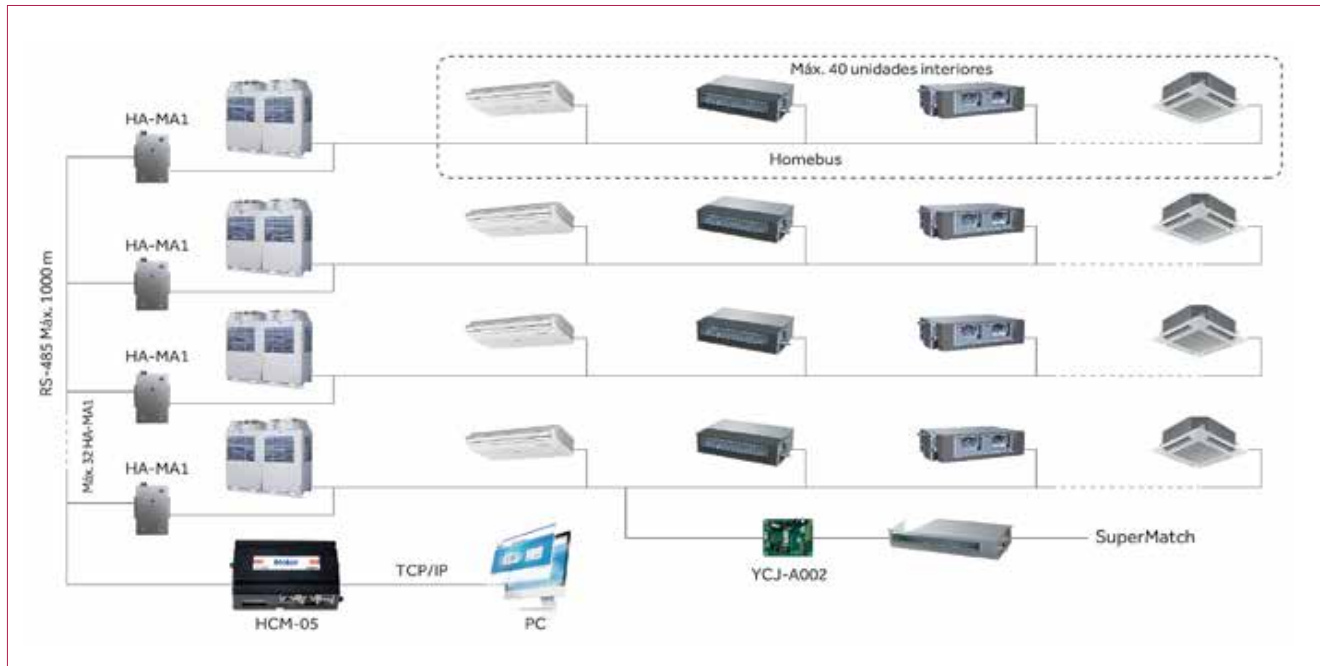 Máx. 40 unidades interiores
HA-MA1
Homebus
HA-MA1
RS-485 Máx. 1000 m
HA-MA1
Máx. 32 HA-MA1
HA-MA1
SuperMatch
TCP/IP
YCJ-A002
HCM-05
PC